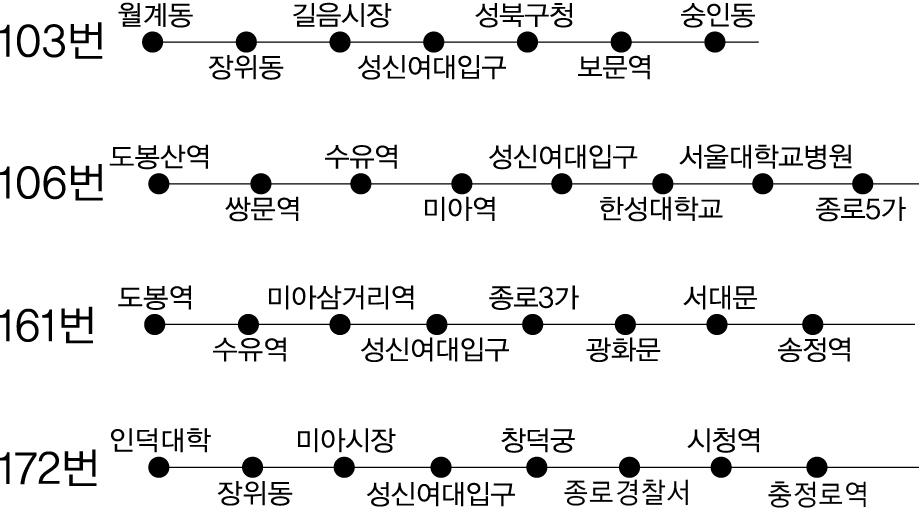 103번
월계동 길음시장 성북구청 숭인동
장위동 성신여대입구 보문역
106번
도봉산역 수유역 성신여대입구 서울대학교병원
쌍문역 미아역 한성대학교 종로5가
161번
도봉역 미아삼거리역 종로3가 서대문
수유역 성신여대입구 광화문 송정역
172번
인덕대학 미아시장 창덕궁 시청역
장위동 성신여대입구 종로경찰서 충정로역